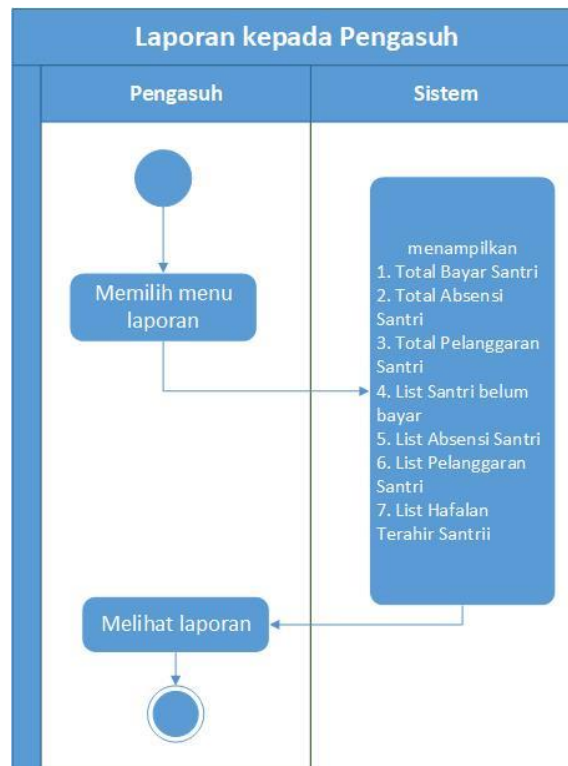 Laporan kepada Pengasuh
Pengasuh
Sistem
Memilih menu
laporan
menampilkan
1. Total Bayar Santri
2. Total Absensi
Santri
3. Total Pelanggaran
Santri
4. List Santri belum
bayar
5. List Absensi Santri
6. List Pelanggaran
Santri
7. List Hafalan
Terahir Santrii
Melihat laporan